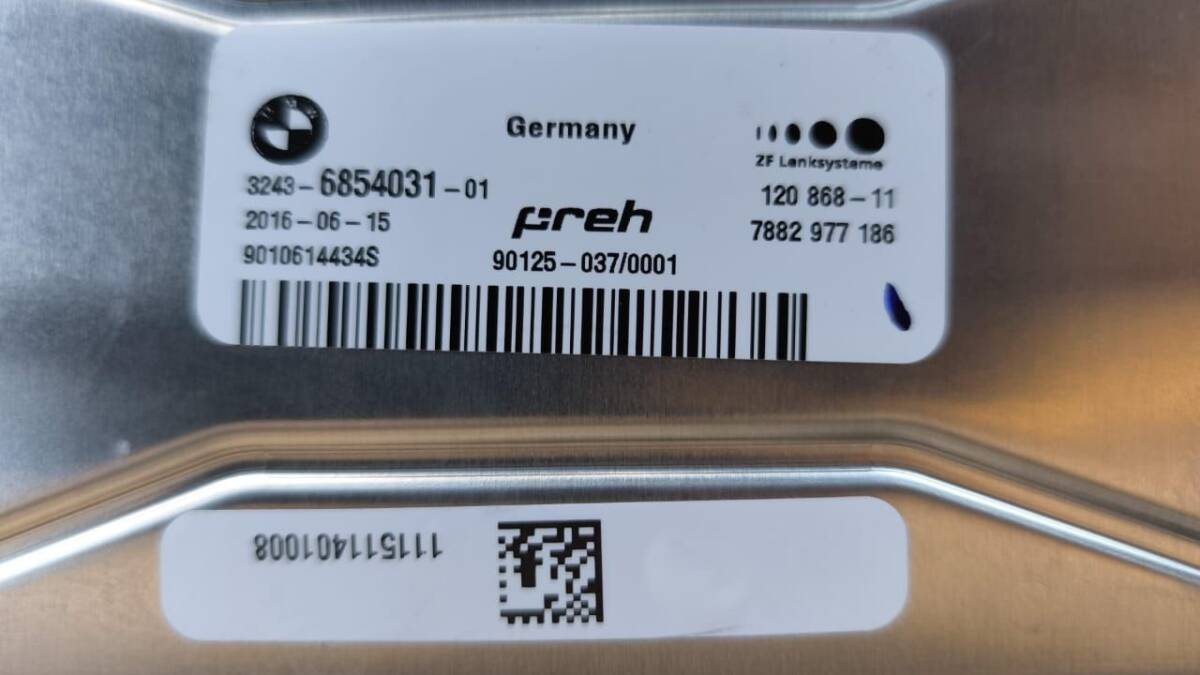 Germany
ZF Lenksysteme
3243-6854031-01
120 868-11
2016-06-15
preh
7882 977 186
9010614434S
90125-037/0001
111511401008